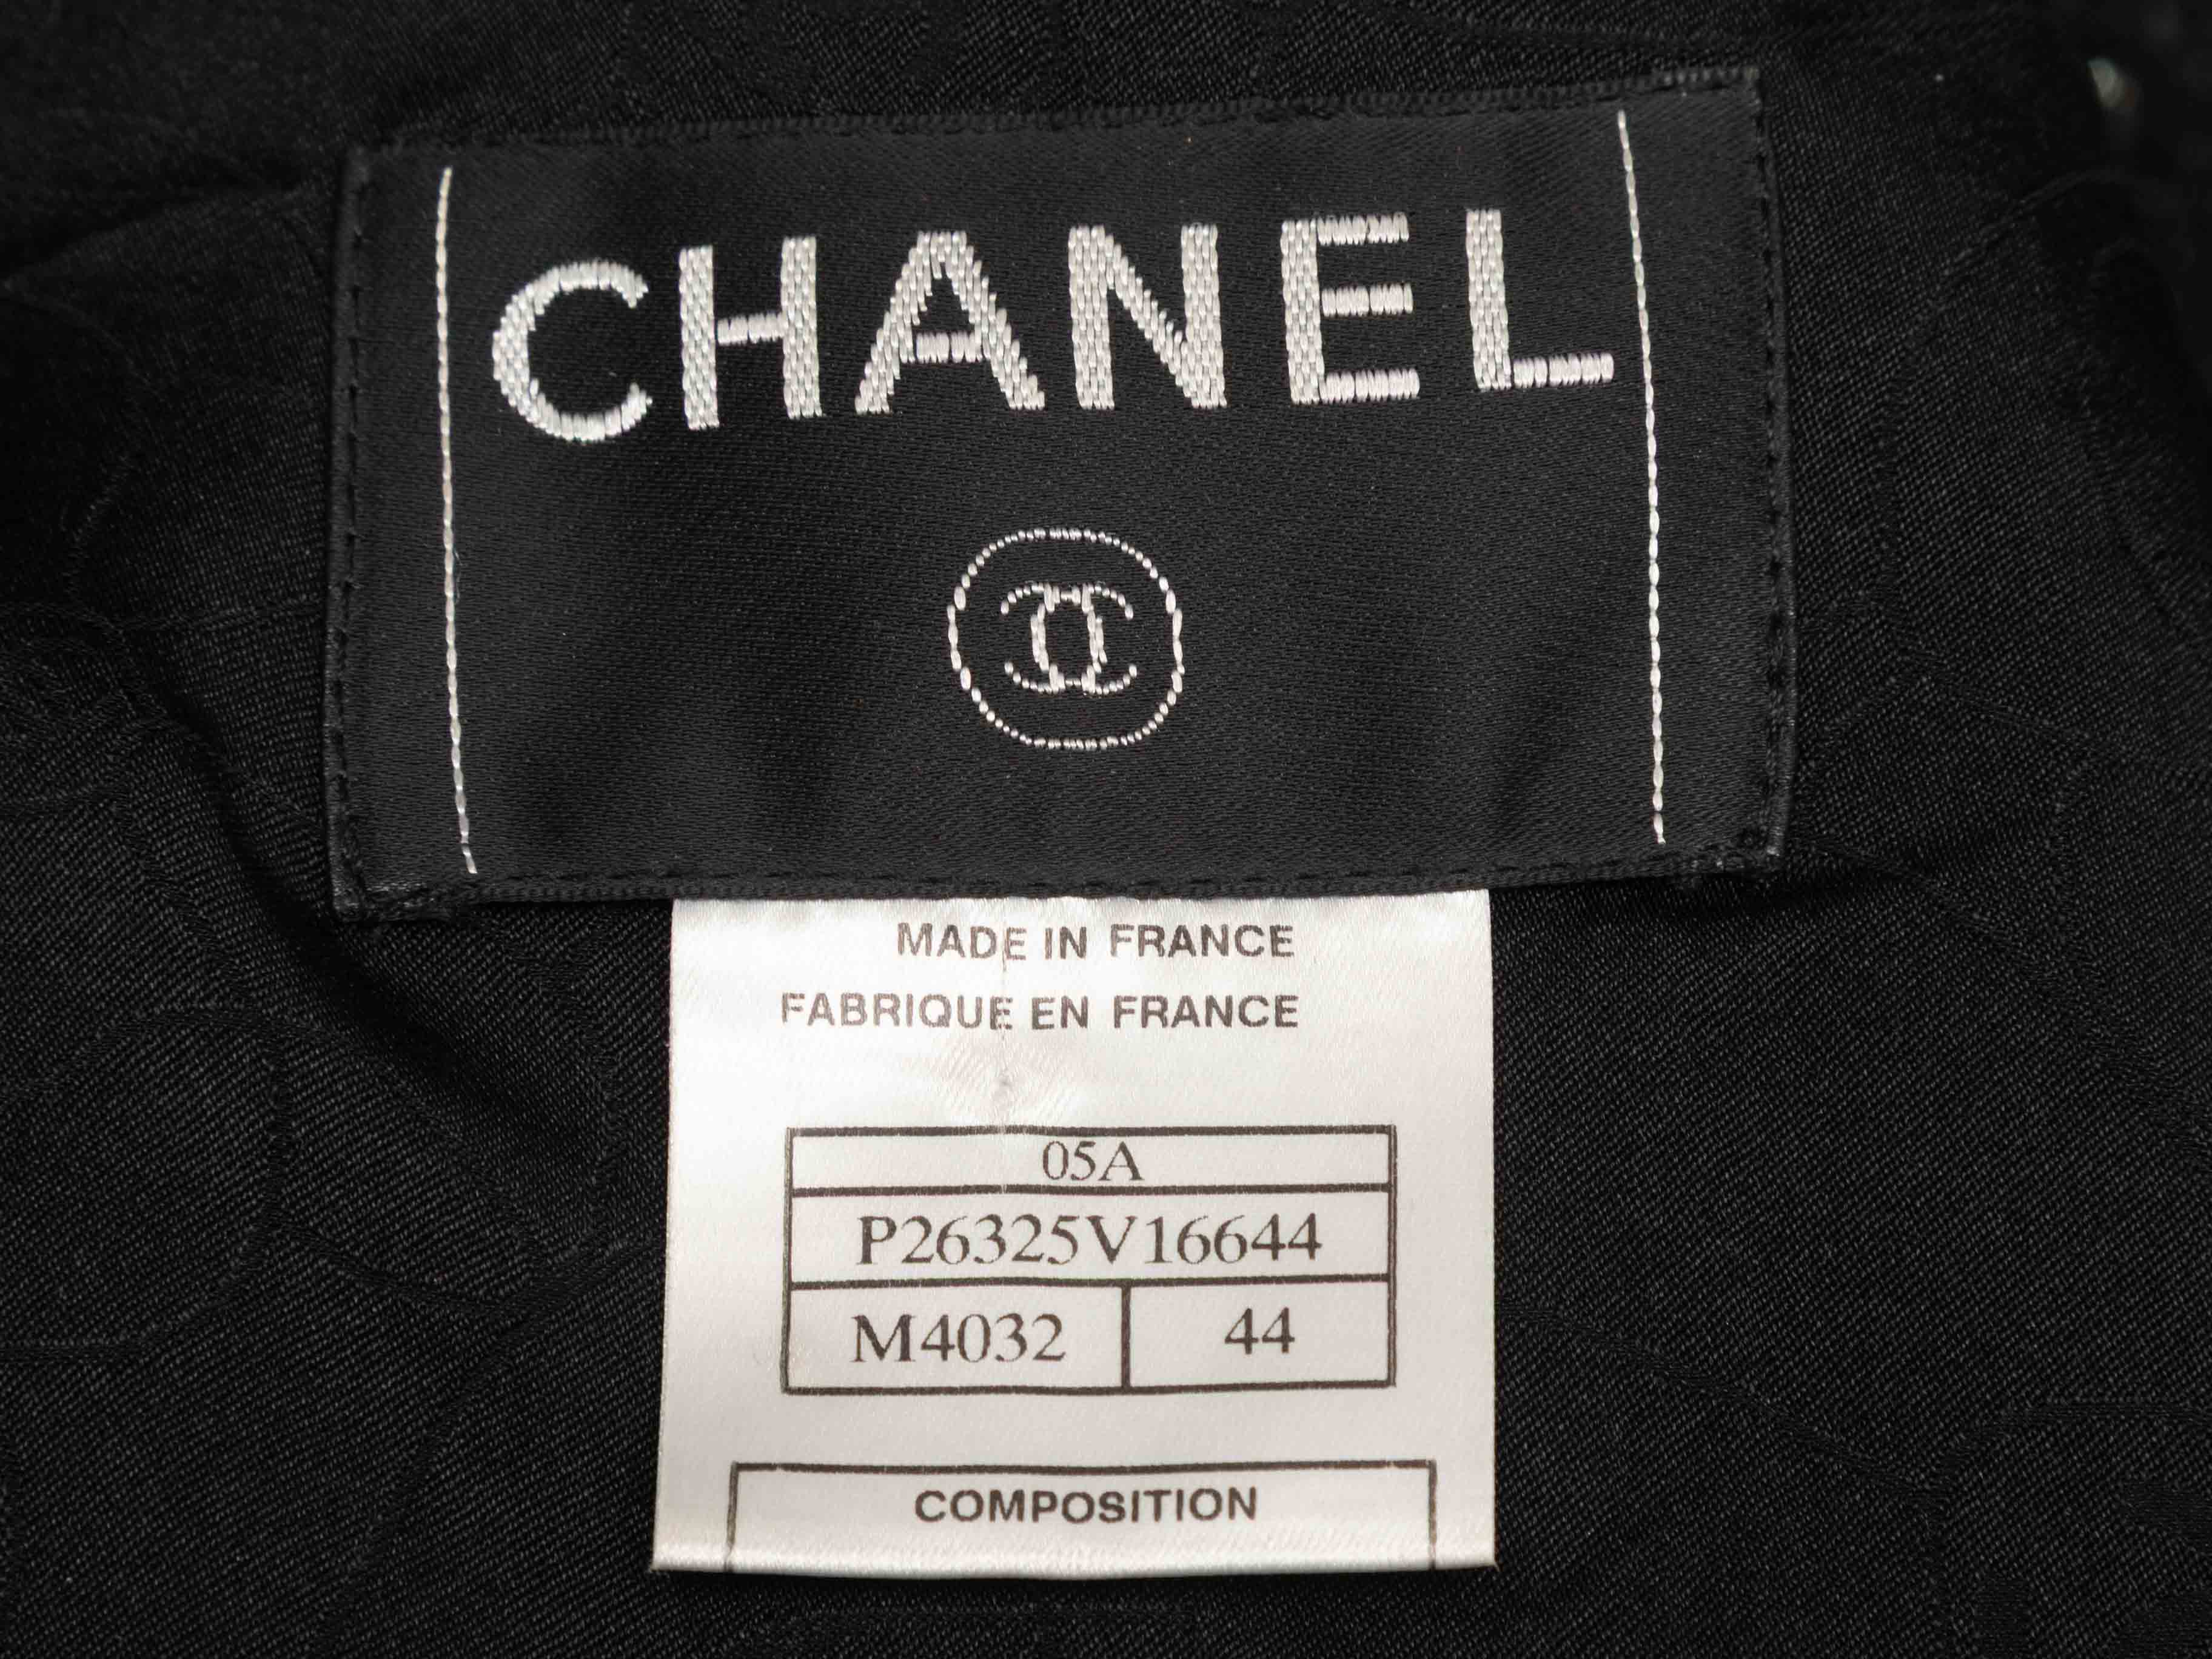 CHANEL
MADE IN FRANCE
FABRIQUE EN FRANCE
05A
P26325V16644
M4032 44
COMPOSITION